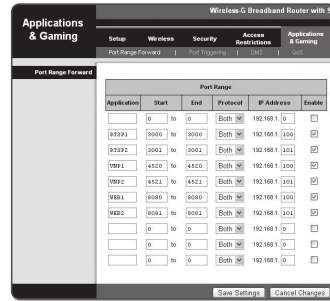 Wireless-G Broadband Router with S
Applications & Gaming
Setup Wireless Security Access Restrictions Applications & Gaming
Port Range Forward | Port Triggering | DMZ | QoS
Port Range Forward
Port Range
Application Start End Protocol IP Address Enable
0 to 0 Both 192.168.1. 0
RTSP1 3000 to 3000 Both 192.168.1. 100
RTSP2 3001 to 3001 Both 192.168.1. 101
VNP1 4520 to 4520 Both 192.168.1. 100
VNP2 4521 to 4521 Both 192.168.1. 101
WEB1 8080 to 8080 Both 192.168.1. 100
WEB2 8081 to 8081 Both 192.168.1. 101
0 to 0 Both 192.168.1. 0
0 to 0 Both 192.168.1. 0
0 to 0 Both 192.168.1. 0
Save Settings Cancel Changes